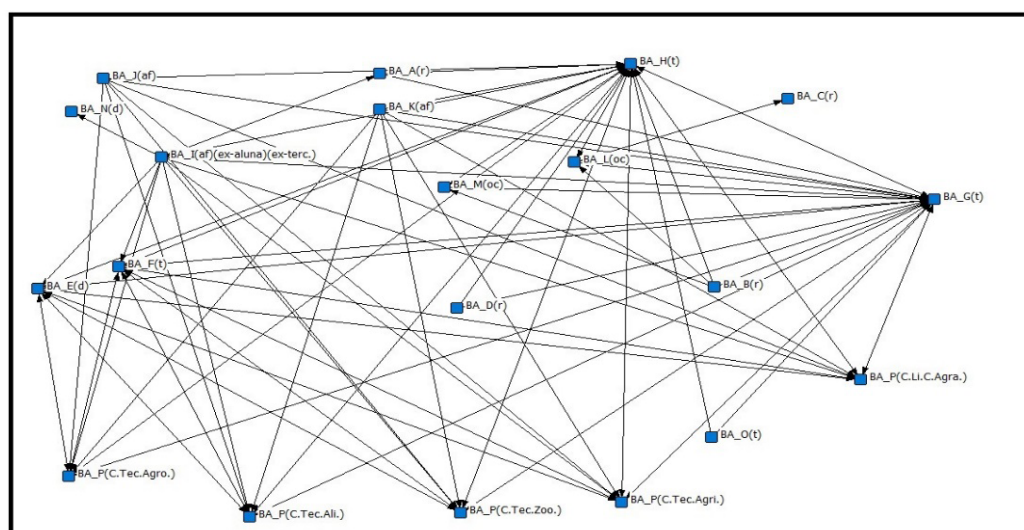 BA_H(t)
BA_J(af)
BA_A(r)
BA_C(r)
BA_N(d)
BA_K(af)
BA_I(af)(ex-aluna)(ex-terc.)
BA_L(oc)
BA_M(oc)
BA_G(t)
BA_F(t)
BA_E(d)
BA_B(r)
BA_D(r)
BA_P(C.Li.C.Agra.)
BA_O(t)
BA_P(C.Tec.Agro.)
BA_P(C.Tec.Agri.)
BA_P(C.Tec.Ali.)
BA_P(C.Tec.Zoo.)